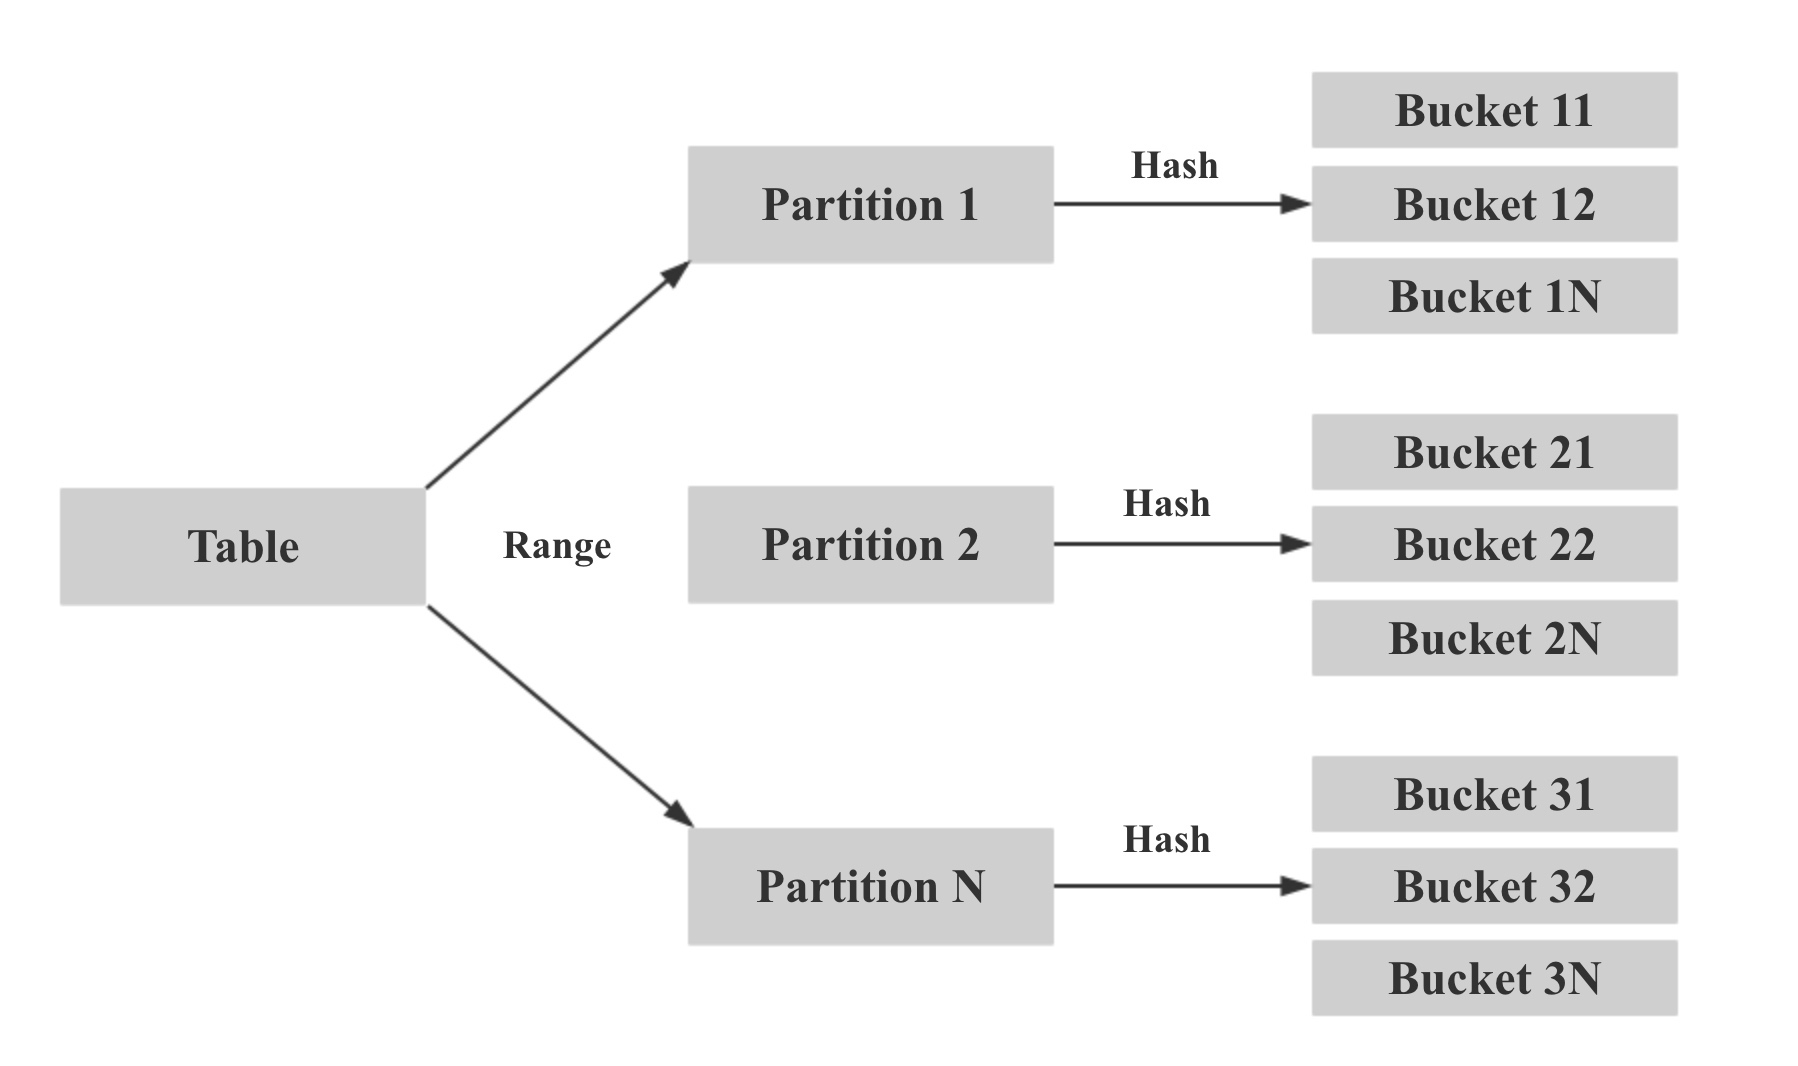 Table
Range
Partition 1
Hash
Bucket 11
Bucket 12
Bucket 1N
Partition 2
Hash
Bucket 21
Bucket 22
Bucket 2N
Partition N
Hash
Bucket 31
Bucket 32
Bucket 3N